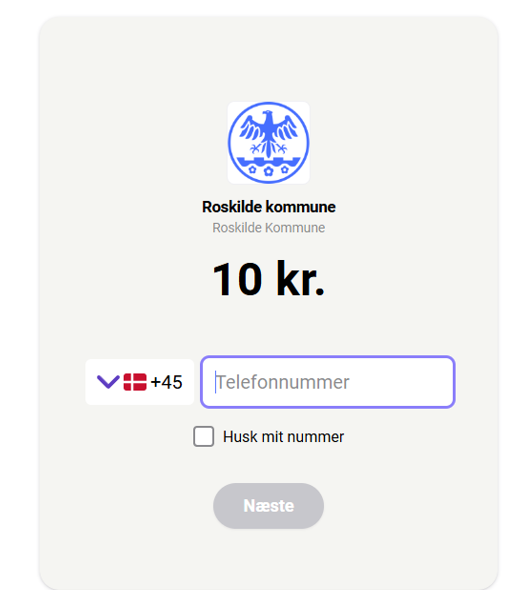 Roskilde kommune
Roskilde Kommune
10 kr.
+45 Telefonnummer
Husk mit nummer
Næste